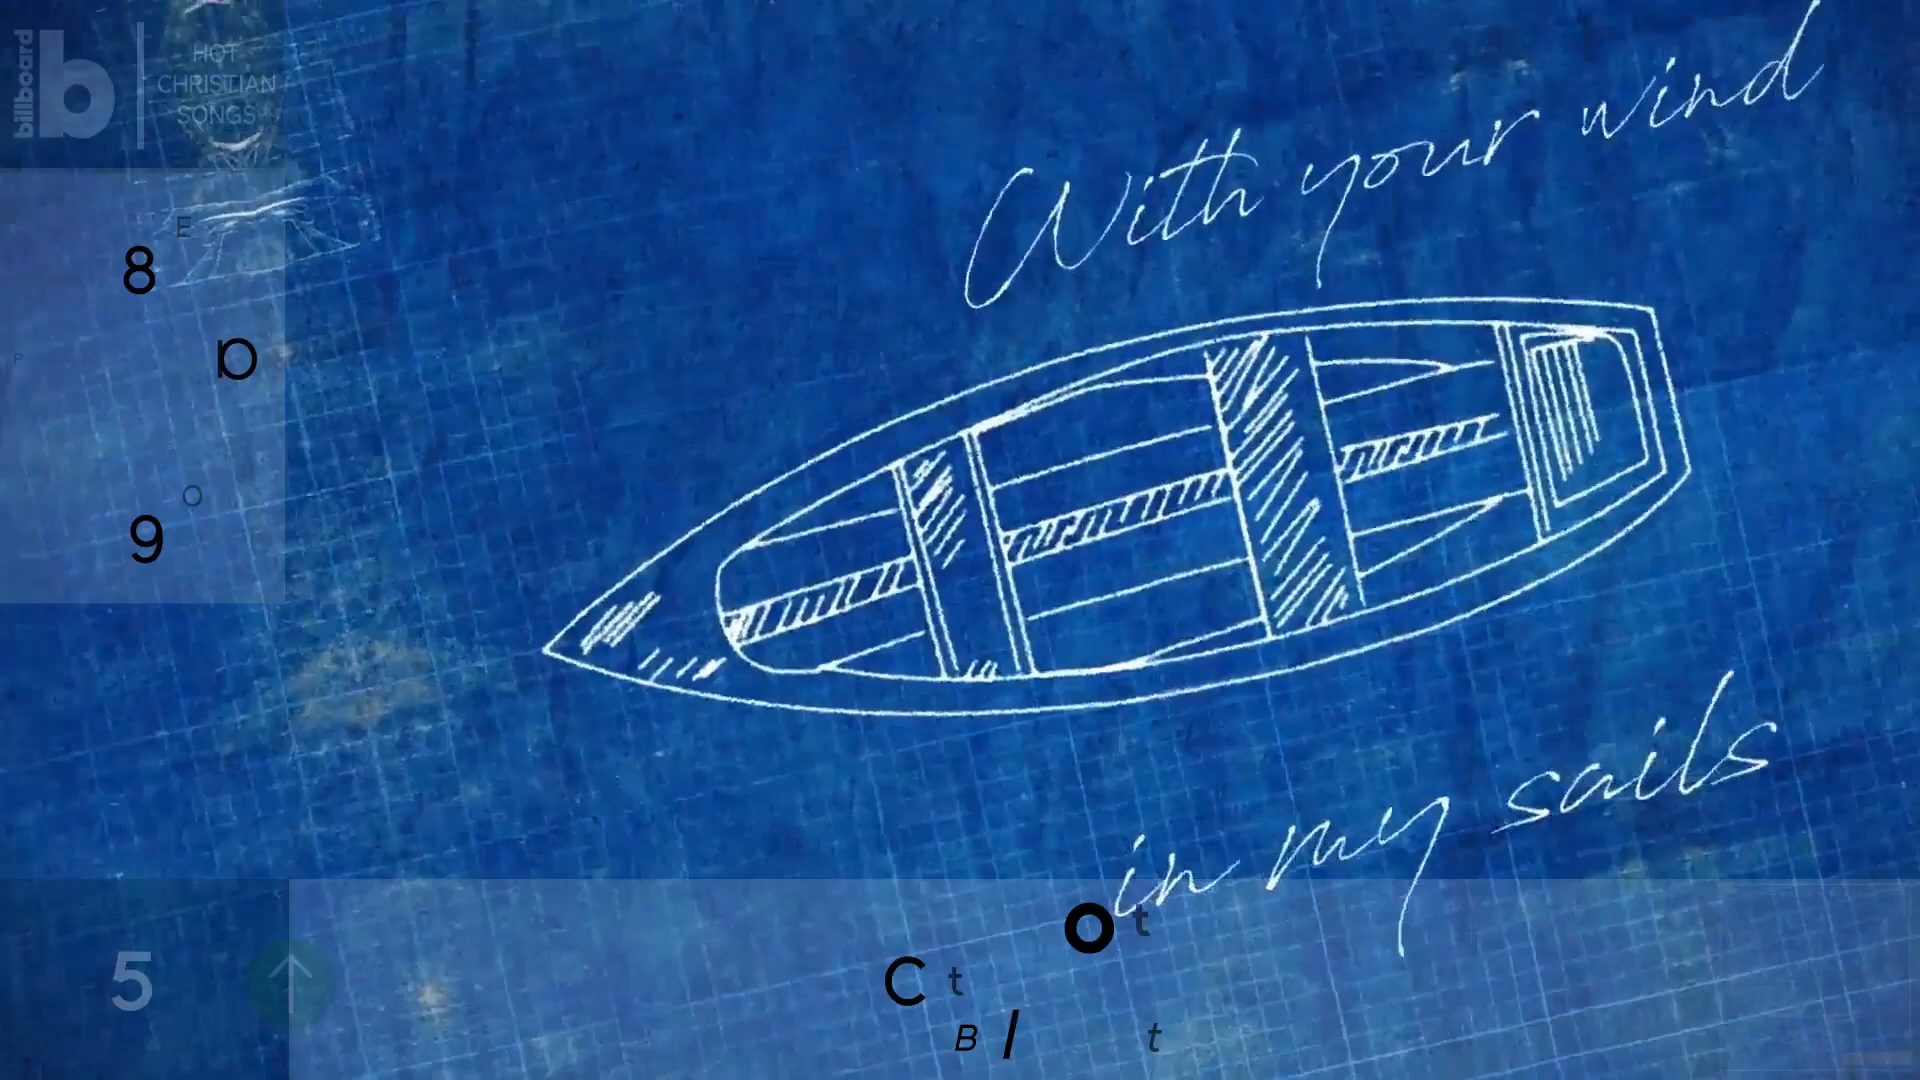 billboard
b
HOT
CHRISTIAN
SONGS
With your wind
E
8
P
O
9
in my sails
5
o t
C t
B / t